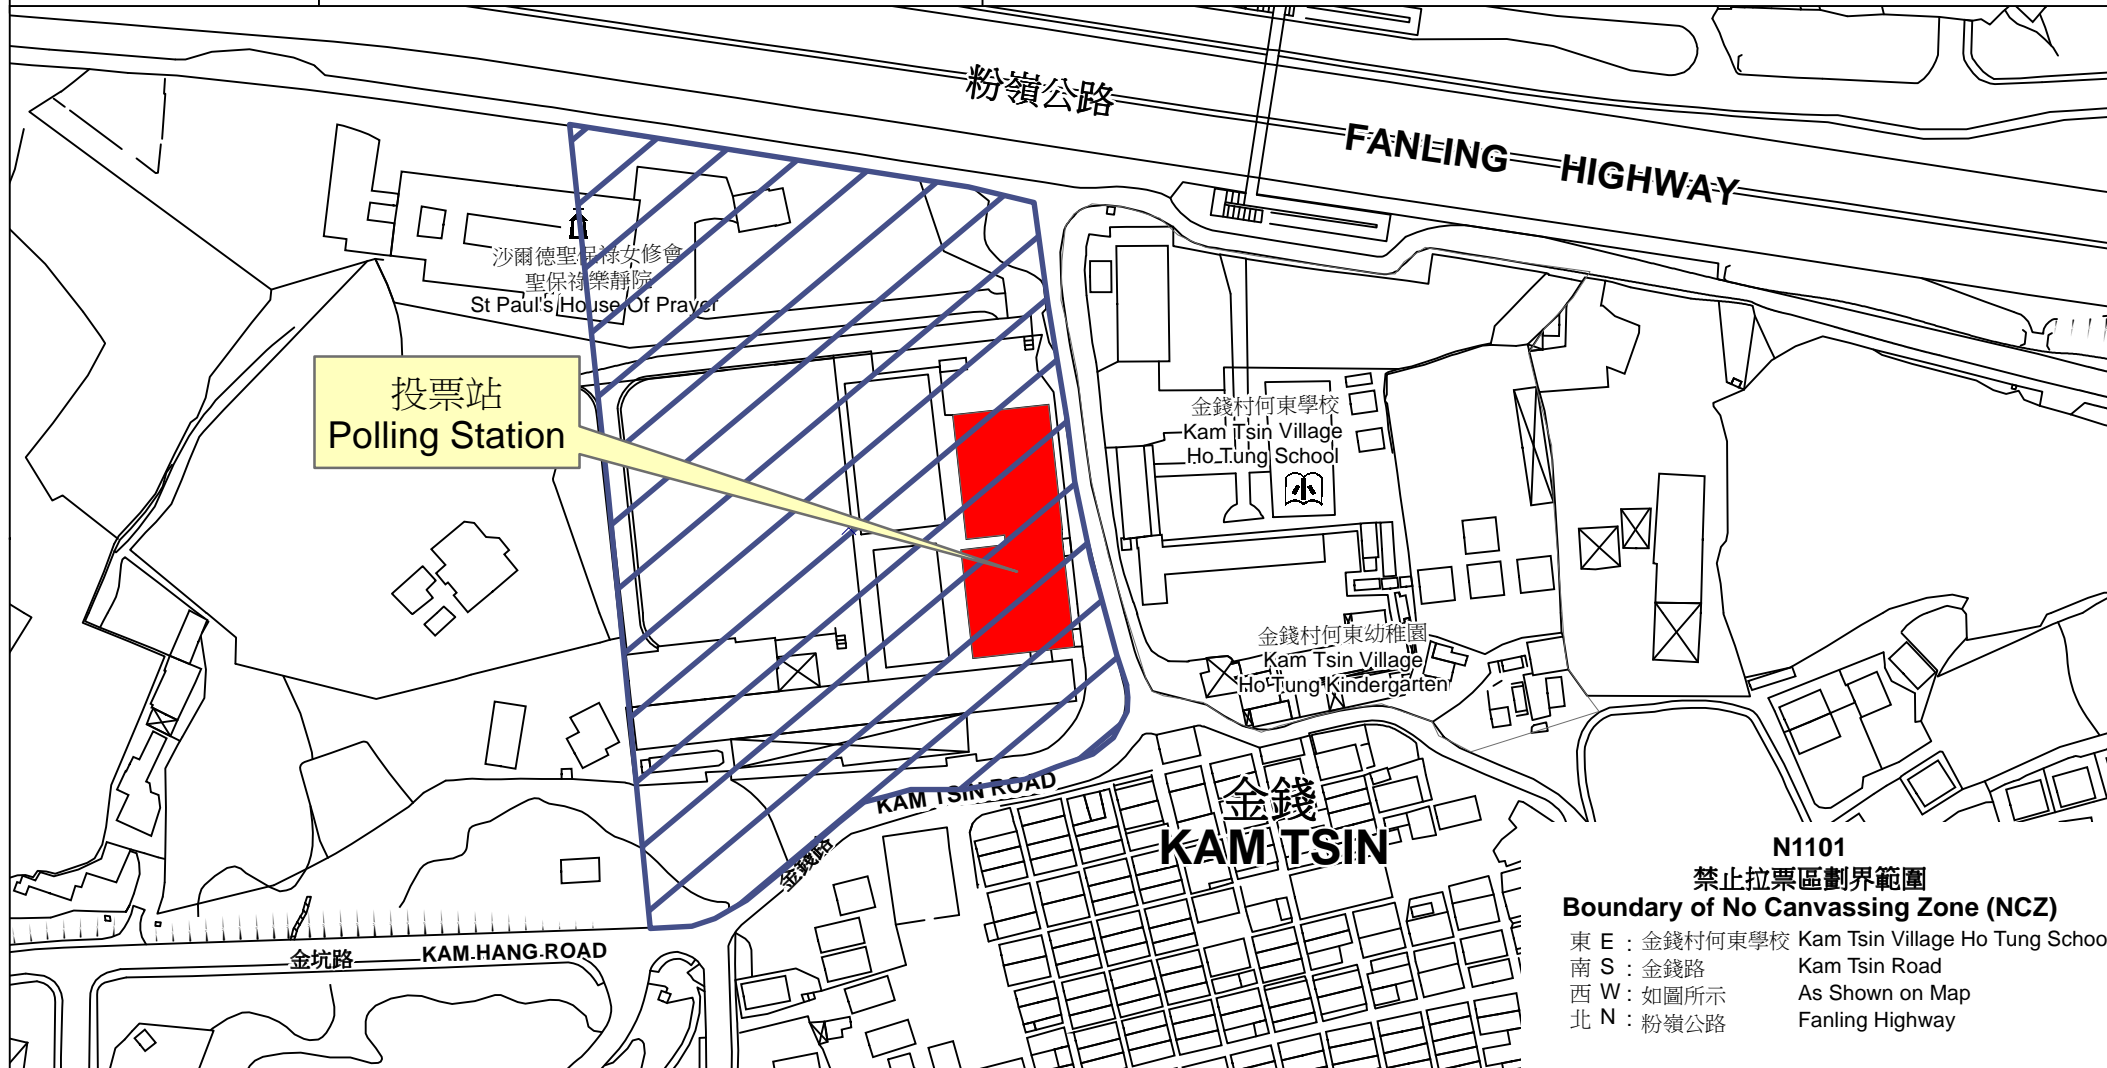 粉嶺公路
FANLING HIGHWAY
沙爾德聖保祿女修會
聖保祿樂靜院
St Paul's House Of Prayer
投票站
Polling Station
金錢村何東學校
Kam Tsin Village
Ho Tung School
金錢村何東幼稚園
Kam Tsin Village
Ho Tung Kindergarten
KAM TSIN ROAD
金錢路
金錢
KAM TSIN
金坑路
KAM HANG ROAD
N1101
禁止拉票區劃界範圍
Boundary of No Canvassing Zone (NCZ)
東 E : 金錢村何東學校 Kam Tsin Village Ho Tung Schoo
南 S : 金錢路 Kam Tsin Road
西 W : 如圖所示 As Shown on Map
北 N : 粉嶺公路 Fanling Highway